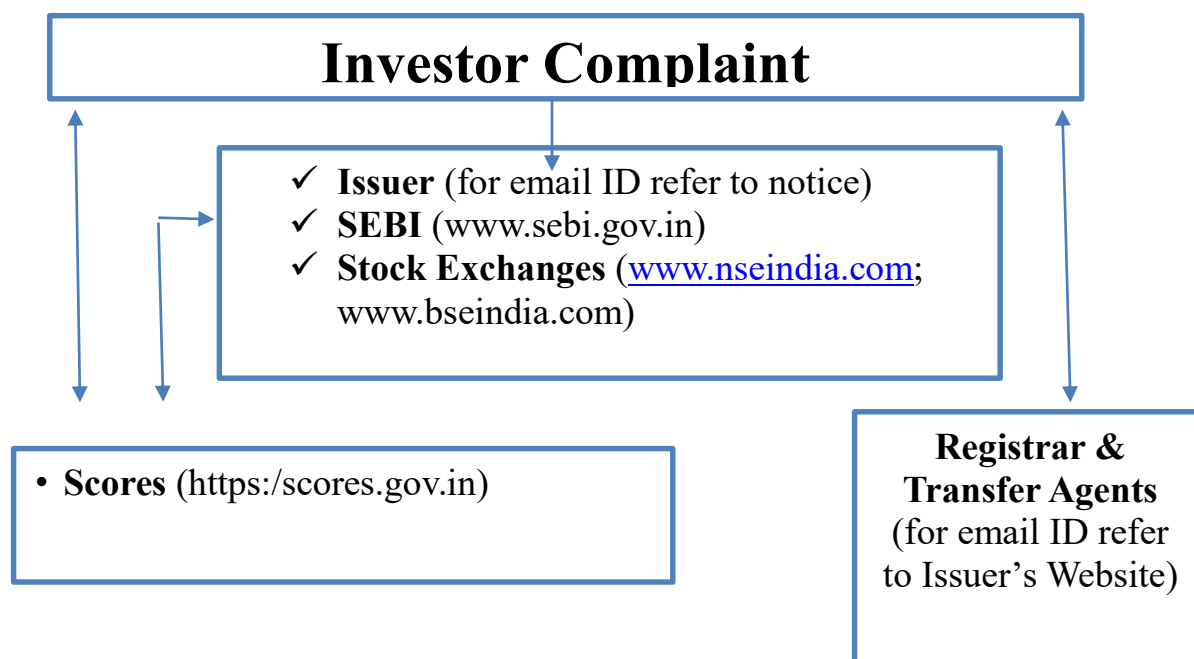 Investor Complaint
✓ Issuer (for email ID refer to notice)
✓ SEBI (www.sebi.gov.in)
✓ Stock Exchanges (www.nseindia.com;
www.bseindia.com)
• Scores (https:/scores.gov.in)
Registrar &
Transfer Agents
(for email ID refer
to Issuer’s Website)